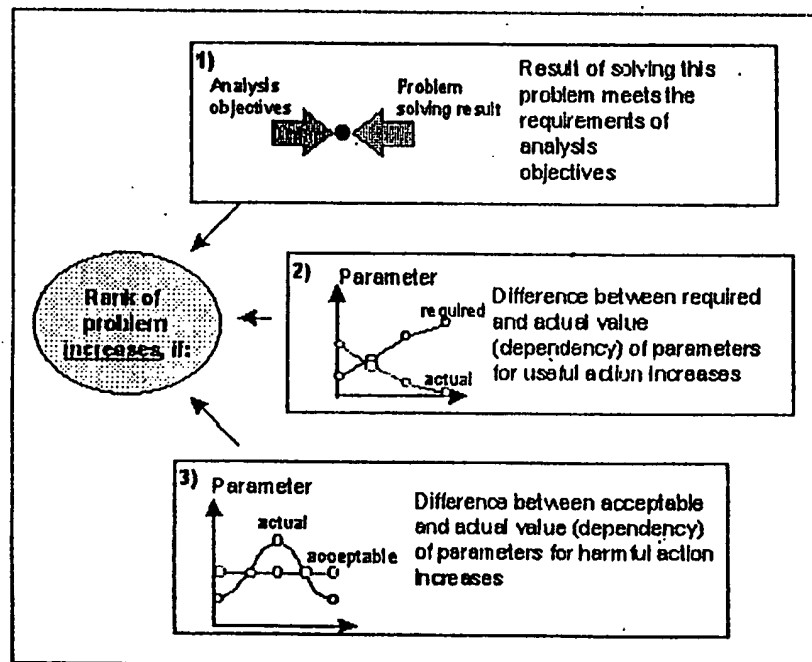 1)
Analysis
objectives
Problem
solving result
Result of solving this
problem meets the
requirements of
analysis
objectives
Rank of
problem
increases, if:
2)
Parameter
required
actual
Difference between required
and actual value
(dependency) of parameters
for useful action increases
3)
Parameter
actual
acceptable
Difference between acceptable
and actual value (dependency)
of parameters for harmful action
increases